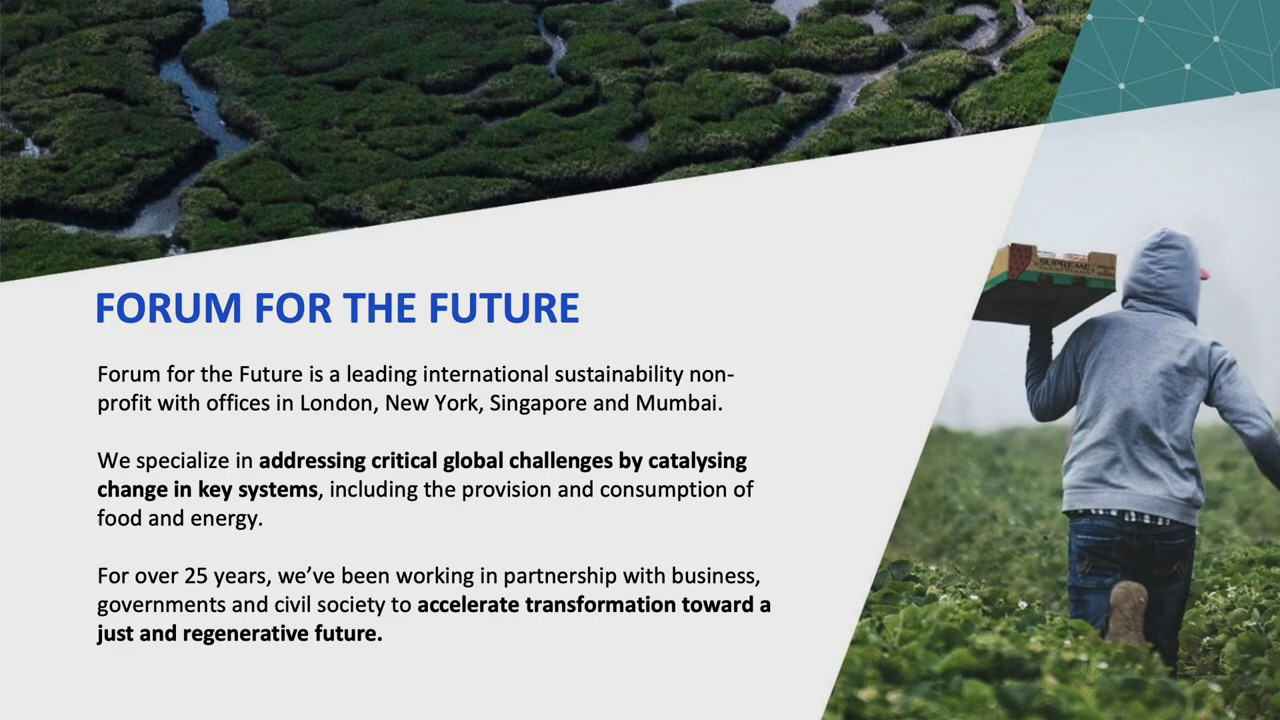 SUPREME
FORUM FOR THE FUTURE
Forum for the Future is a leading international sustainability non-
profit with offices in London, New York, Singapore and Mumbai.
We specialize in addressing critical global challenges by catalysing
change in key systems, including the provision and consumption of
food and energy.
For over 25 years, we’ve been working in partnership with business,
governments and civil society to accelerate transformation toward a
just and regenerative future.